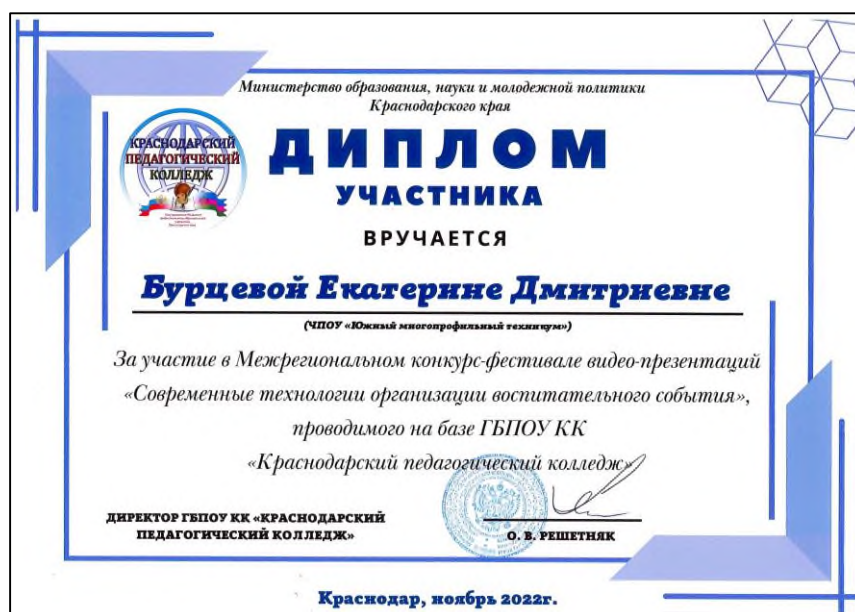 Министерство образования, науки и молодежной политики
Краснодарского края
КРАСНОДАРСКИЙ
ПЕДАГОГИЧЕСКИЙ
КОЛЛЕДЖ
ДИПЛОМ
УЧАСТНИКА
ВРУЧАЕТСЯ
Бурцевой Екатерине Дмитриевне
(ЧПОУ «Южный многопрофильный техникум»)
За участие в Межрегиональном конкурс-фестивале видео-презентаций
«Современные технологии организации воспитательного события»,
проводимого на базе ГБПОУ КК
«Краснодарский педагогический колледж»
ДИРЕКТОР ГБПОУ КК «КРАСНОДАРСКИЙ
ПЕДАГОГИЧЕСКИЙ КОЛЛЕДЖ»
О. В. РЕШЕТНЯК
Краснодар, ноябрь 2022г.